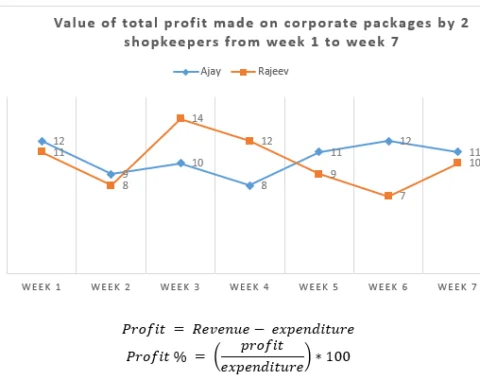 Value of total profit made on corporate packages by 2
shopkeepers from week 1 to week 7
Ajay Rajeev
12
11
9
8
14
10
12
8
11
9
12
7
11
10
WEEK 1 WEEK 2 WEEK 3 WEEK 4 WEEK 5 WEEK 6 WEEK 7
Profit = Revenue − expenditure
Profit % = (profit / expenditure) * 100